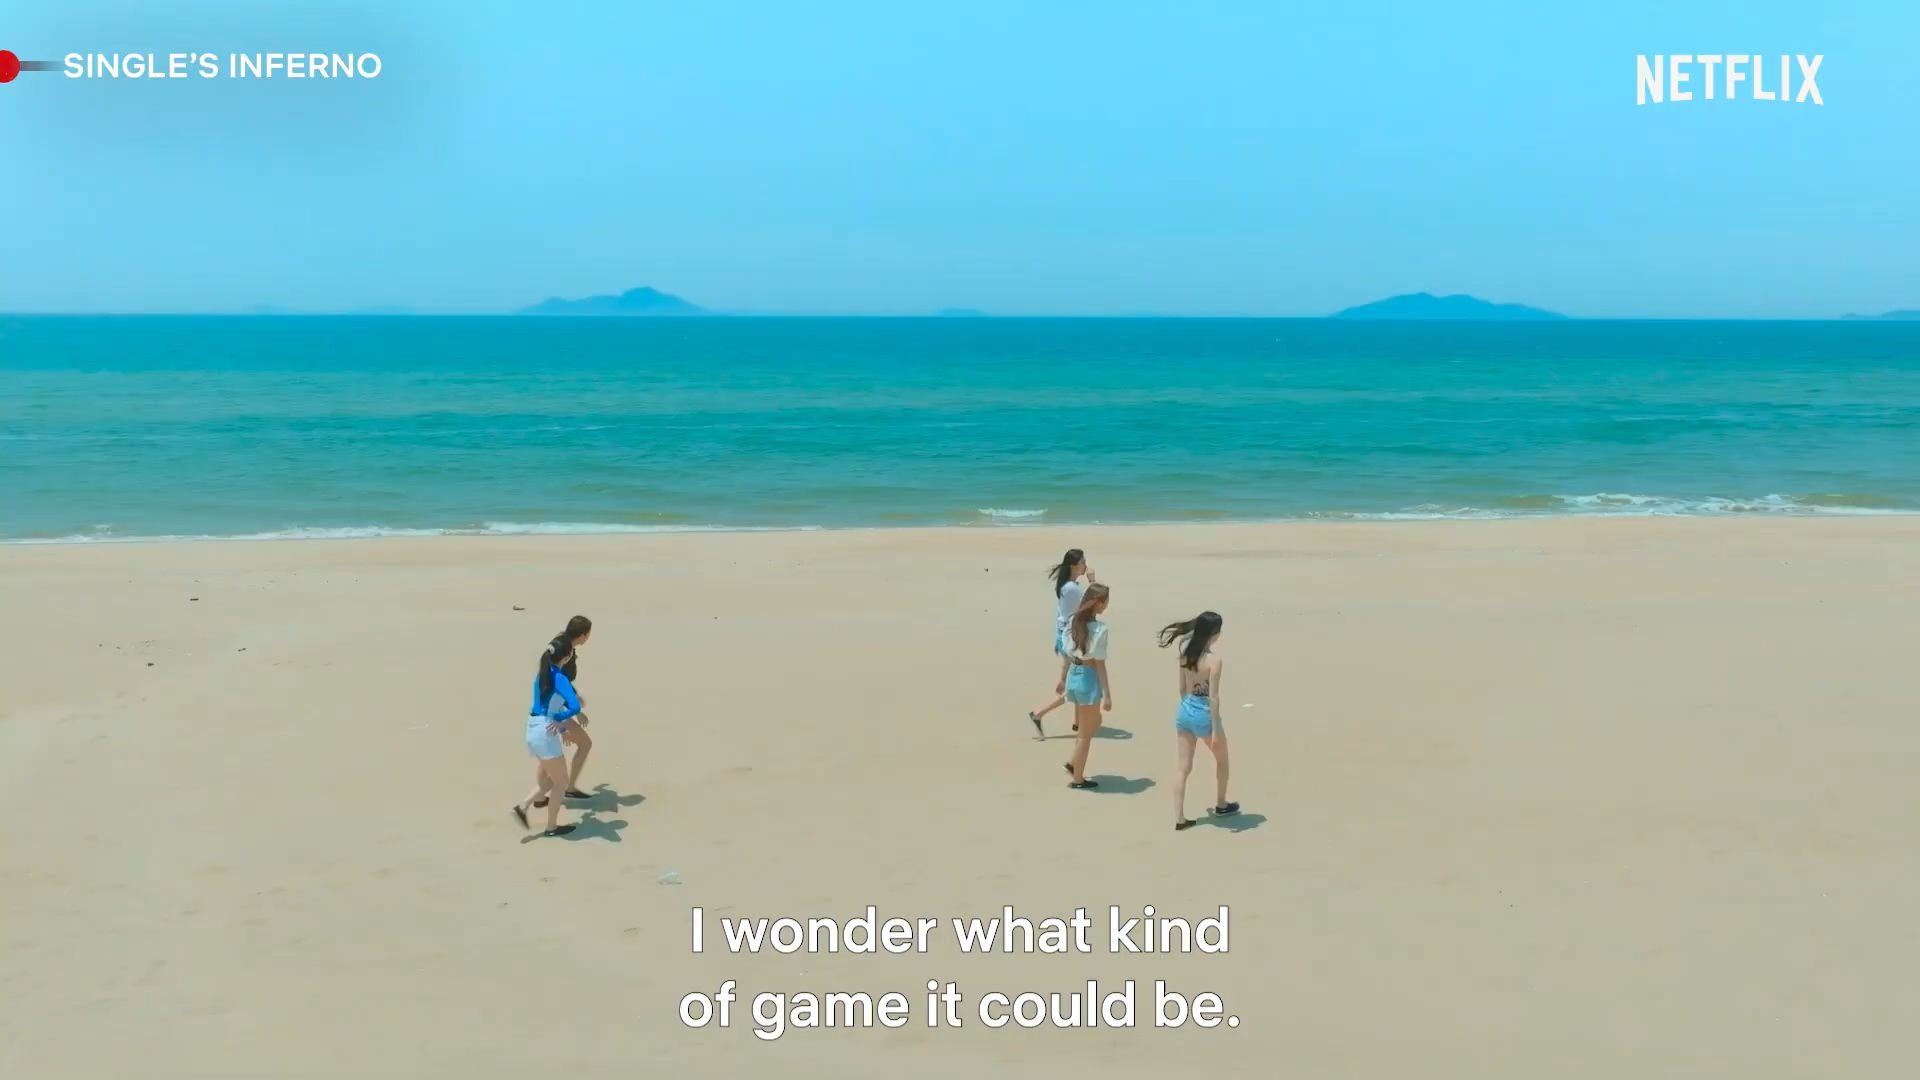 SINGLE'S INFERNO
NETFLIX
I wonder what kind
of game it could be.